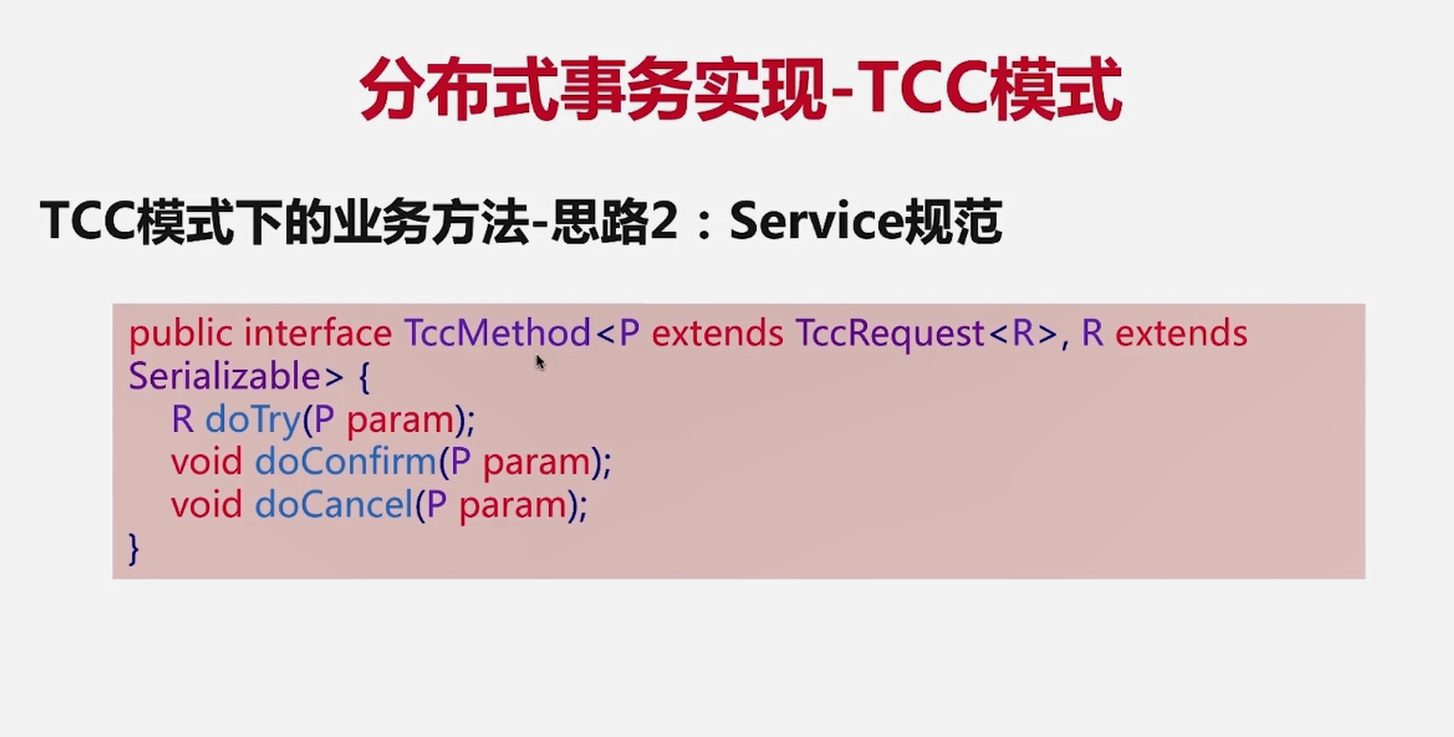 分布式事务实现-TCC模式
TCC模式下的业务方法-思路2：Service规范
public interface TccMethod<P extends TccRequest<R>, R extends
Serializable> {
R doTry(P param);
void doConfirm(P param);
void doCancel(P param);
}